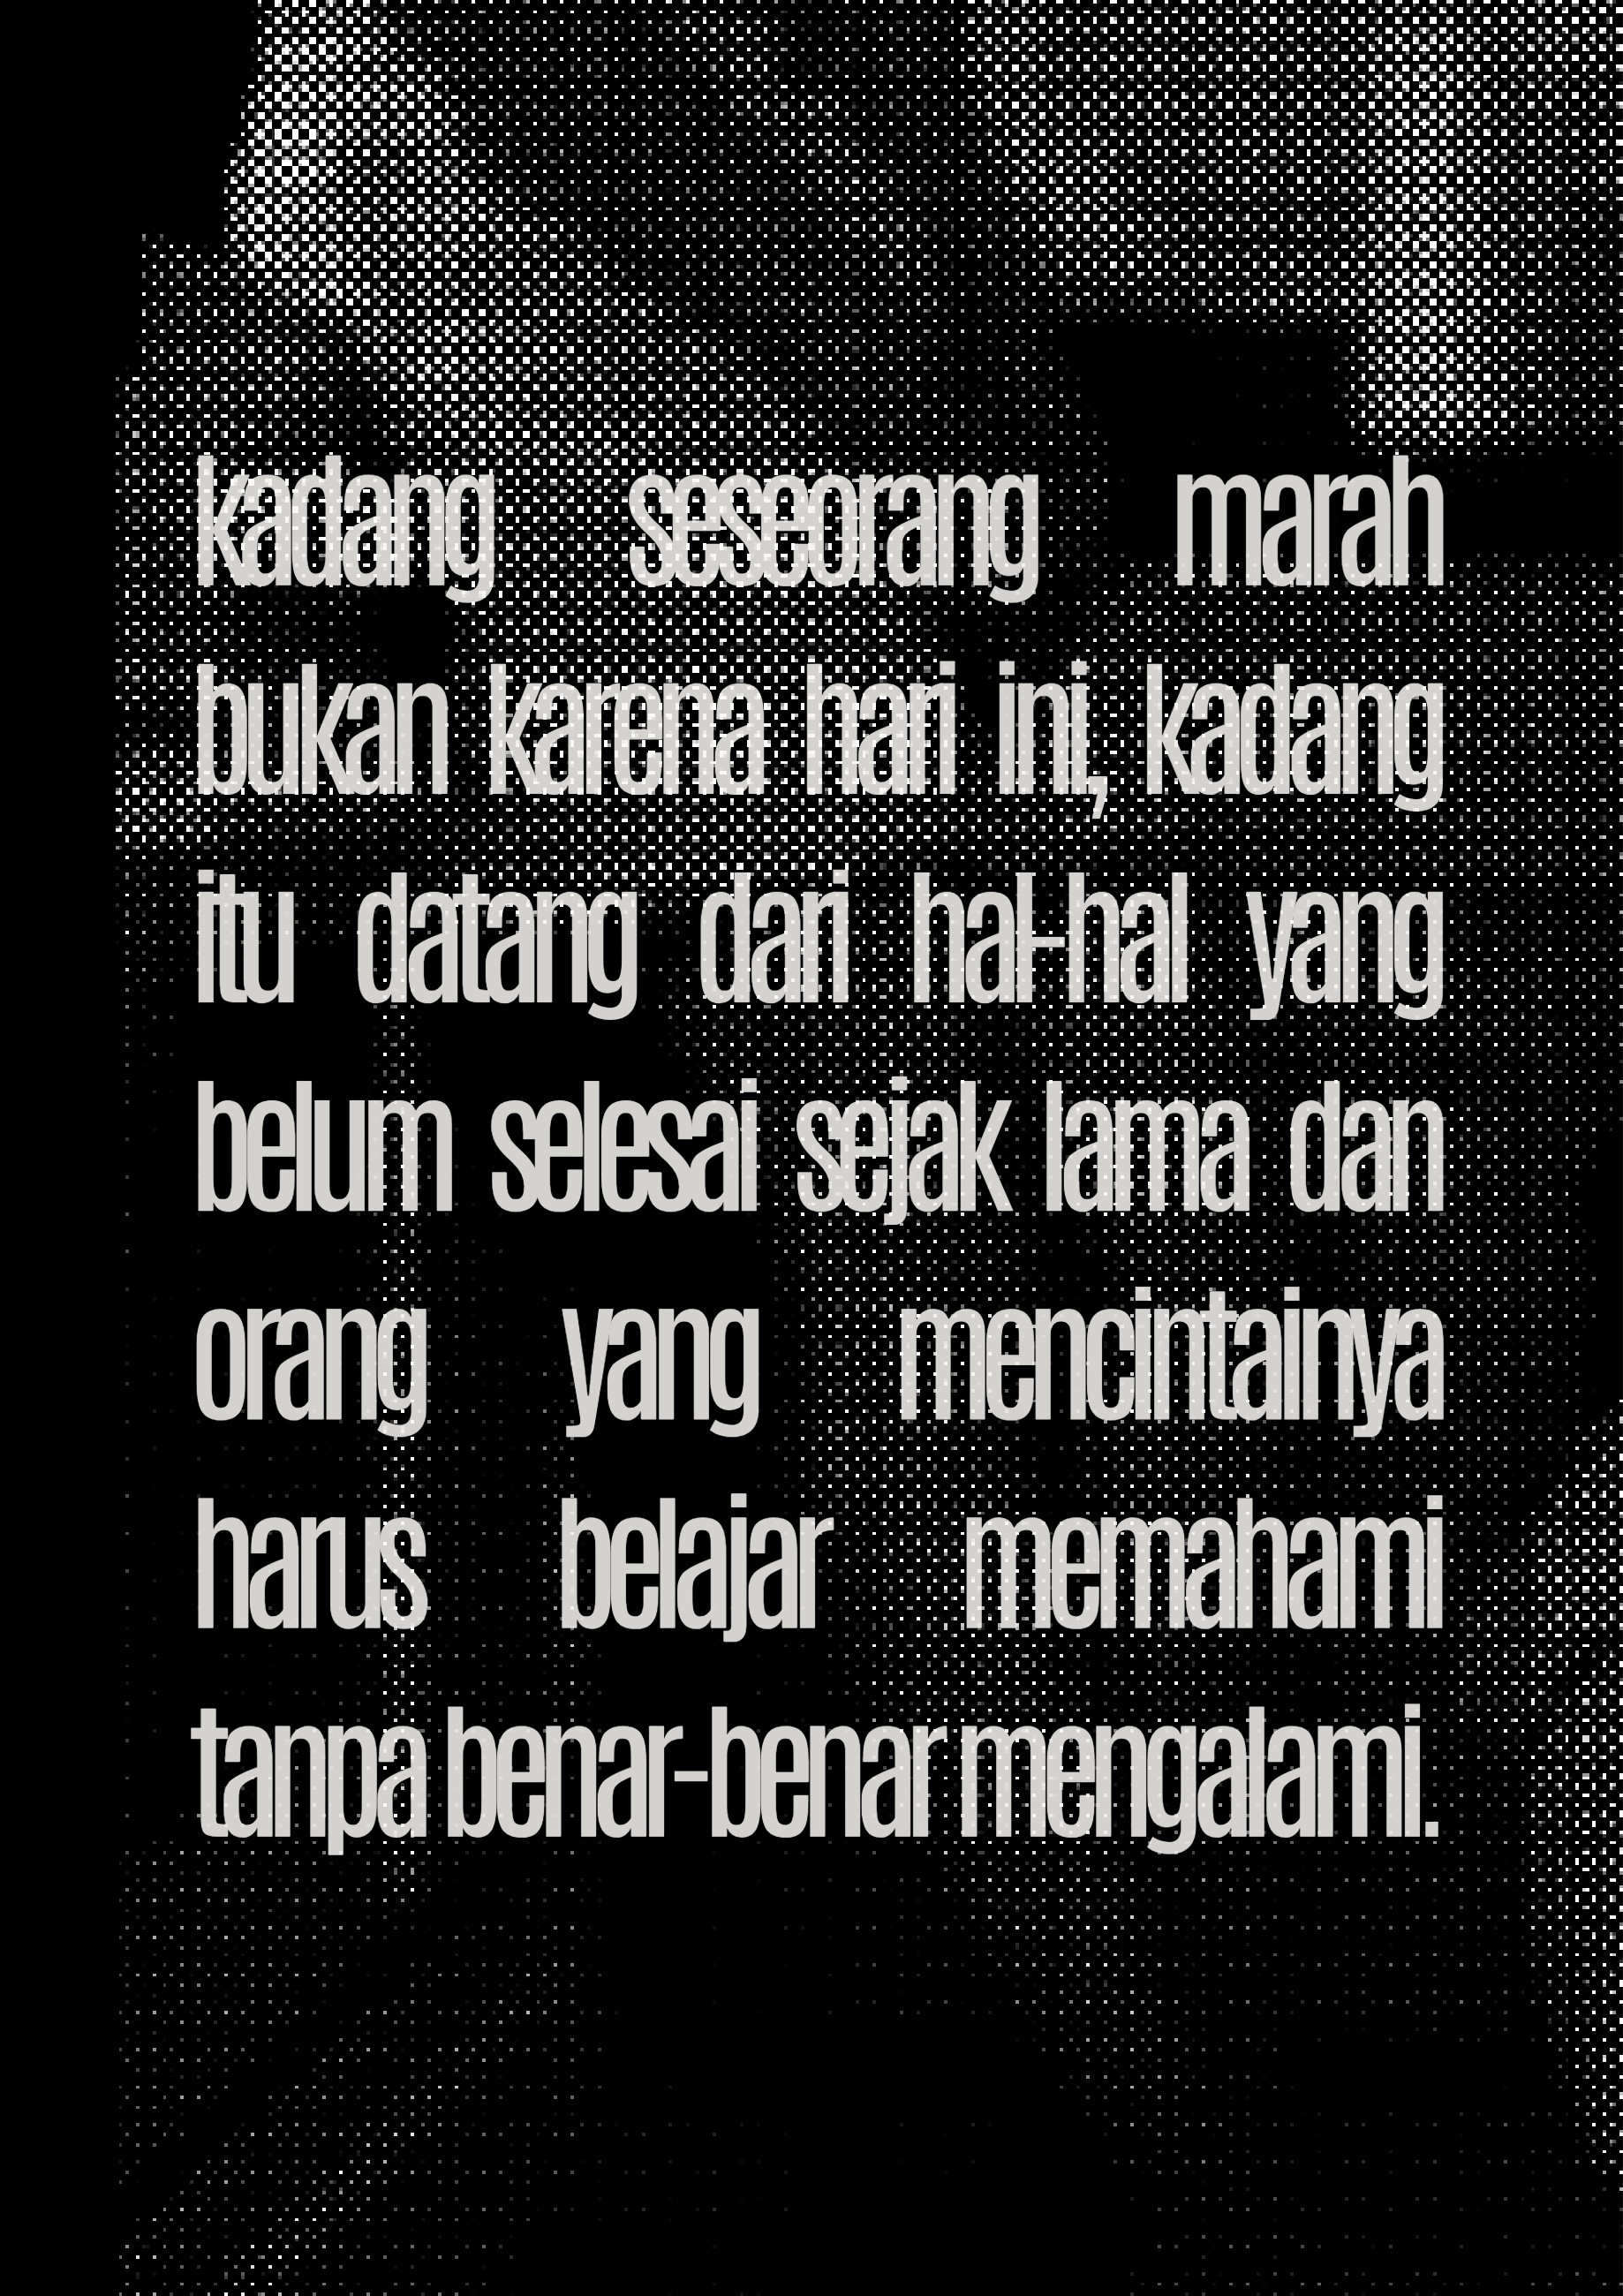 kadang seseorang marah
bukan karena hari ini, kadang
itu datang dari hal-hal yang
belum selesai sejak lama dan
orang yang mencintainya
harus belajar memahami
tanpa benar-benar mengalami.